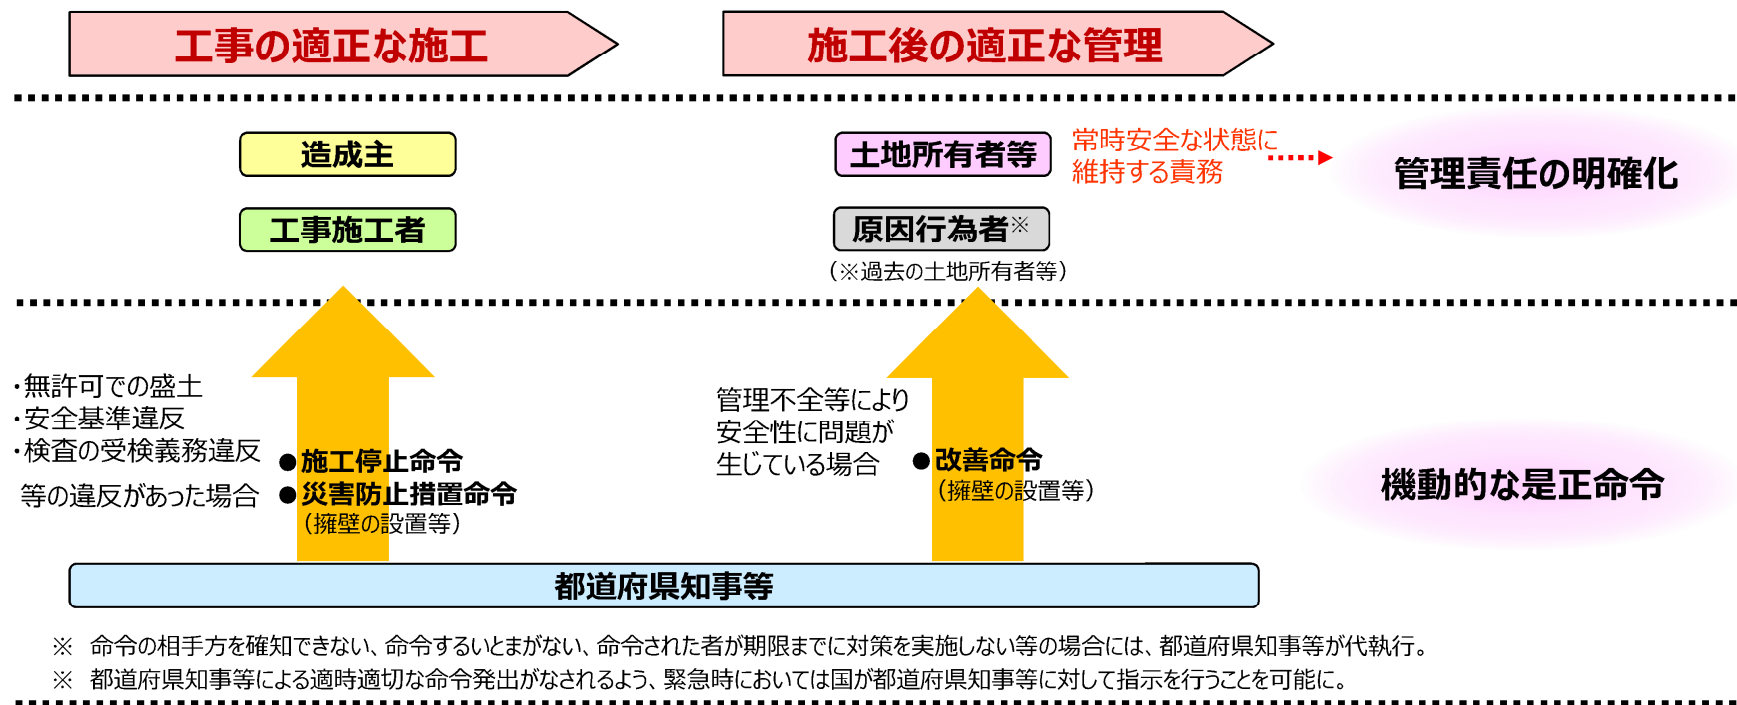 工事の適正な施工
施工後の適正な管理
造成主
工事施工者
土地所有者等
常時安全な状態に
維持する責務
管理責任の明確化
原因行為者※
（※過去の土地所有者等）
・無許可での盛土
・安全基準違反
・検査の受検義務違反
等の違反があった場合
●施工停止命令
●災害防止措置命令
（擁壁の設置等）
管理不全等により
安全性に問題が
生じている場合
●改善命令
（擁壁の設置等）
機動的な是正命令
都道府県知事等
※　命令の相手方を確知できない、命令するいとまがない、命令された者が期限までに対策を実施しない等の場合には、都道府県知事等が代執行。
※　都道府県知事等による適時適切な命令発出がなされるよう、緊急時においては国が都道府県知事等に対して指示を行うことを可能に。